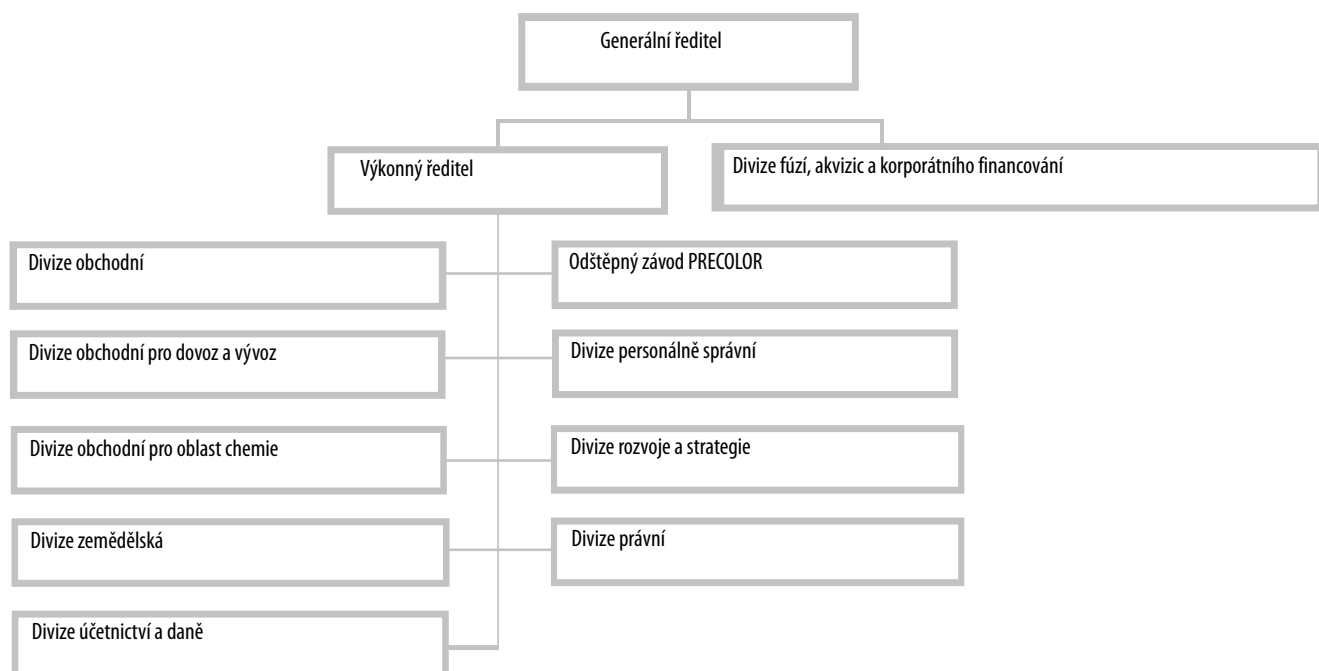 Generální ředitel
Výkonný ředitel
Divize fúzí, akvizic a korporátního financování
Divize obchodní
Odštěpný závod PRECOLOR
Divize obchodní pro dovoz a vývoz
Divize personálně správní
Divize obchodní pro oblast chemie
Divize rozvoje a strategie
Divize zemědělská
Divize právní
Divize účetnictví a daně